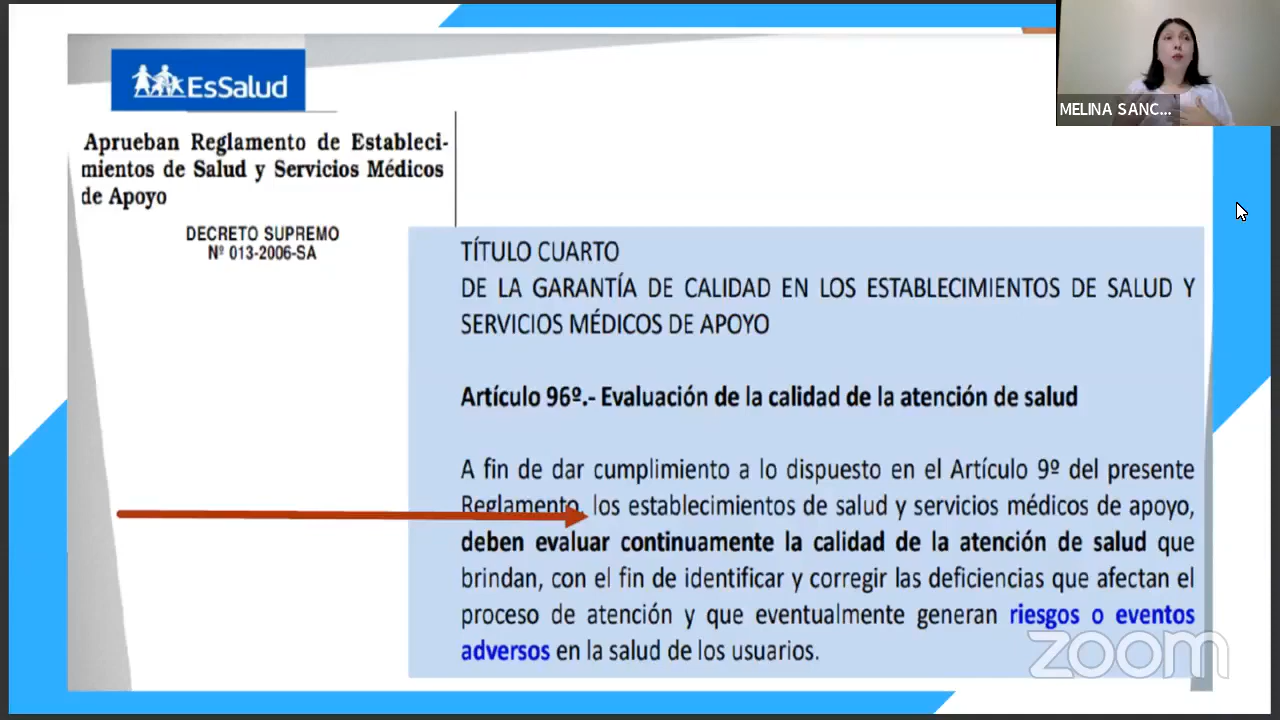 EsSalud
MELINA SANC...
Aprueban Reglamento de Estableci-
mientos de Salud y Servicios Médicos
de Apoyo
DECRETO SUPREMO
Nº 013-2006-SA
TÍTULO CUARTO
DE LA GARANTÍA DE CALIDAD EN LOS ESTABLECIMIENTOS DE SALUD Y
SERVICIOS MÉDICOS DE APOYO
Artículo 96º.- Evaluación de la calidad de la atención de salud
A fin de dar cumplimiento a lo dispuesto en el Artículo 9º del presente
Reglamento, los establecimientos de salud y servicios médicos de apoyo,
deben evaluar continuamente la calidad de la atención de salud que
brindan, con el fin de identificar y corregir las deficiencias que afectan el
proceso de atención y que eventualmente generan riesgos o eventos
adversos en la salud de los usuarios.
zoom